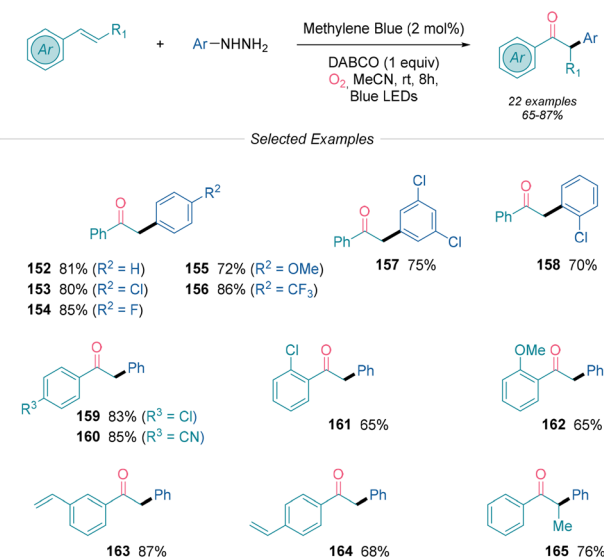 Ar
R1
+
Ar–NHNH2
Methylene Blue (2 mol%)
DABCO (1 equiv)
O2, MeCN, rt, 8h,
Blue LEDs
O
Ar
Ar
R1
22 examples
65-87%
Selected Examples
O
Ph
R2
152 81% (R2 = H)
153 80% (R2 = Cl)
154 85% (R2 = F)
155 72% (R2 = OMe)
156 86% (R2 = CF3)
O
Ph
Cl
Cl
157 75%
O
Ph
Cl
158 70%
O
Ph
R3
159 83% (R3 = Cl)
160 85% (R3 = CN)
Cl
O
Ph
161 65%
OMe
O
Ph
162 65%
O
Ph
163 87%
O
Ph
164 68%
O
Ph
Me
165 76%